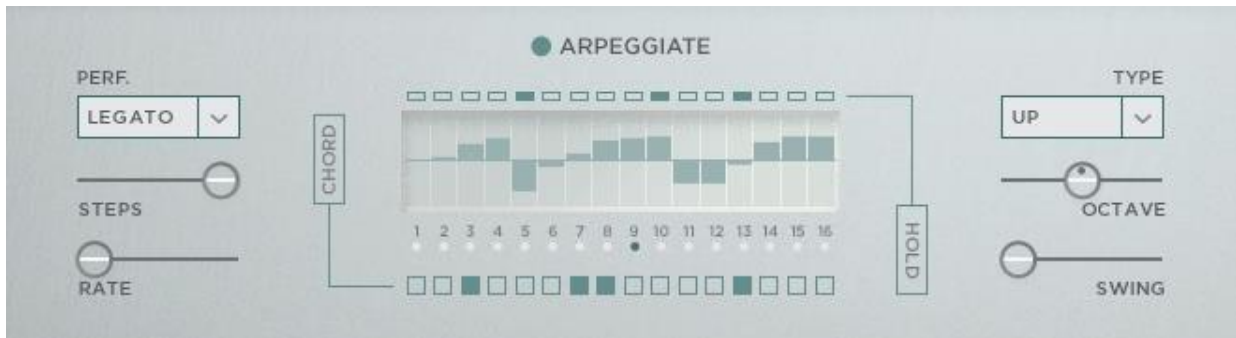 ARPEGGIATE
PERF.
LEGATO
STEPS
RATE
CHORD
1 2 3 4 5 6 7 8 9 10 11 12 13 14 15 16
HOLD
TYPE
UP
OCTAVE
SWING